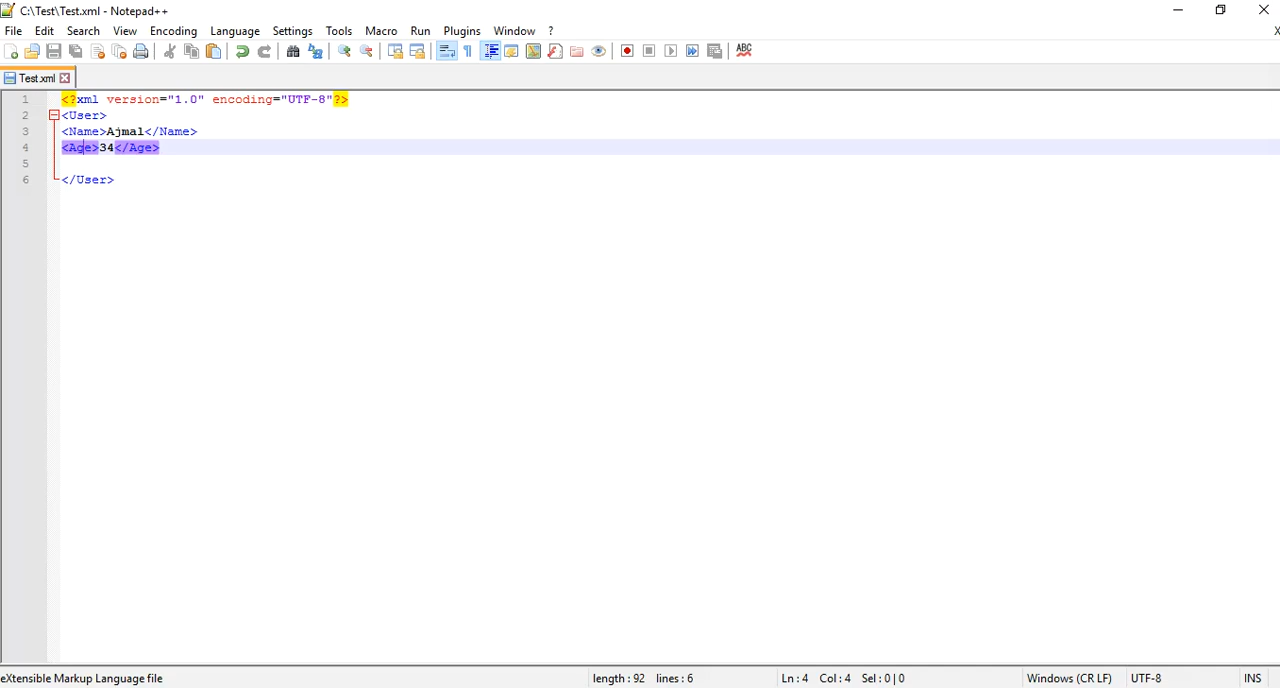 C:\Test\Test.xml - Notepad++
File Edit Search View Encoding Language Settings Tools Macro Run Plugins Window ? X
ABC
Test.xml
1 <?xml version="1.0" encoding="UTF-8"?>
2 <User>
3 <Name>Ajmal</Name>
4 <Age>34</Age>
5
6 </User>
eXtensible Markup Language file length : 92 lines : 6 Ln : 4 Col : 4 Sel : 0 | 0 Windows (CR LF) UTF-8 INS